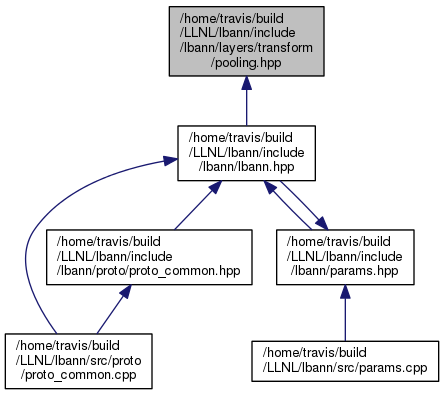 /home/travis/build
/LLNL/lbann/include
/lbann/layers/transform
/pooling.hpp
/home/travis/build
/LLNL/lbann/include
/lbann/lbann.hpp
/home/travis/build
/LLNL/lbann/include
/lbann/proto/proto_common.hpp
/home/travis/build
/LLNL/lbann/include
/lbann/params.hpp
/home/travis/build
/LLNL/lbann/src/proto
/proto_common.cpp
/home/travis/build
/LLNL/lbann/src/params.cpp